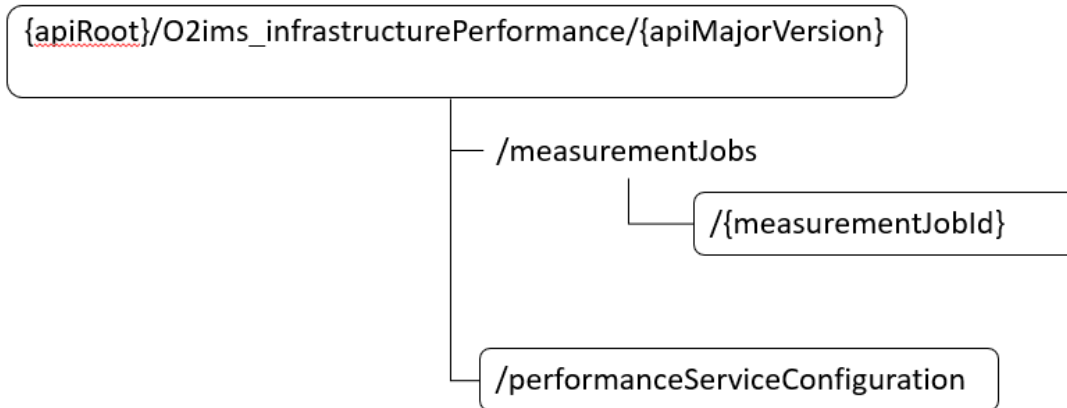 {apiRoot}/O2ims_infrastructurePerformance/{apiMajorVersion}
/measurementJobs
/{measurementJobId}
/performanceServiceConfiguration